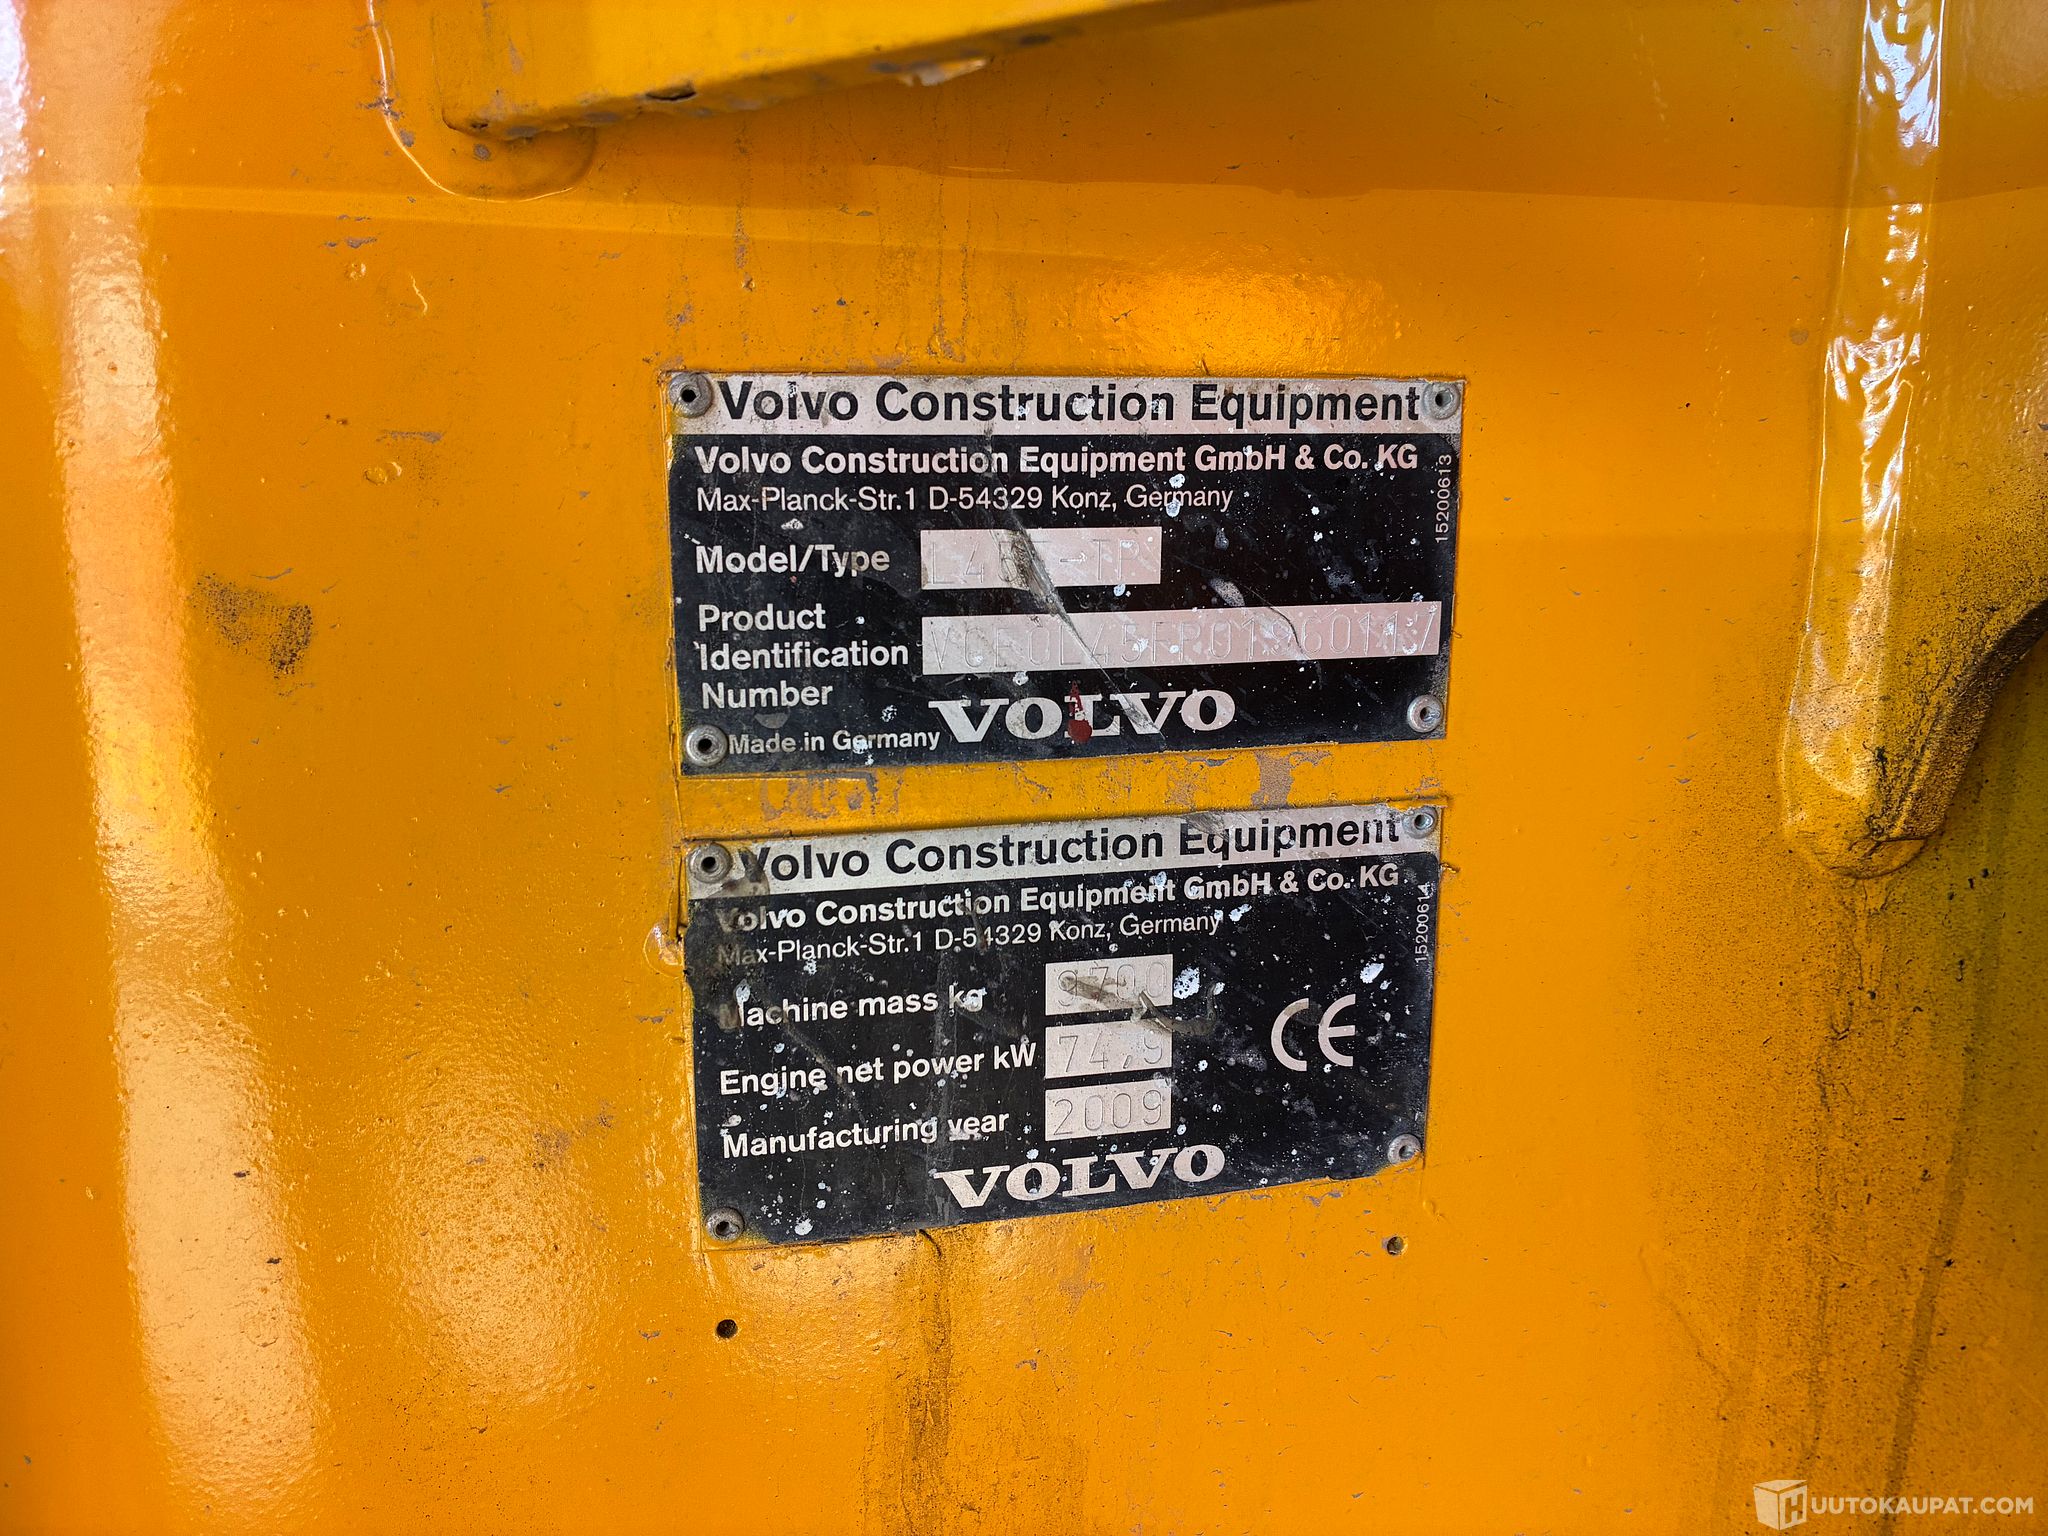 Volvo Construction Equipment
Volvo Construction Equipment GmbH & Co. KG
Max-Planck-Str.1 D-54329 Konz, Germany
15200613
Model/Type
Product
Identification
Number
Made in Germany
VOLVO
Volvo Construction Equipment
Volvo Construction Equipment GmbH & Co. KG
Max-Planck-Str.1 D-54329 Konz, Germany
15200614
Machine mass kg 9700
Engine net power kW 74,9
Manufacturing year 2009
CE
VOLVO
HUUTOKAUPAT.COM